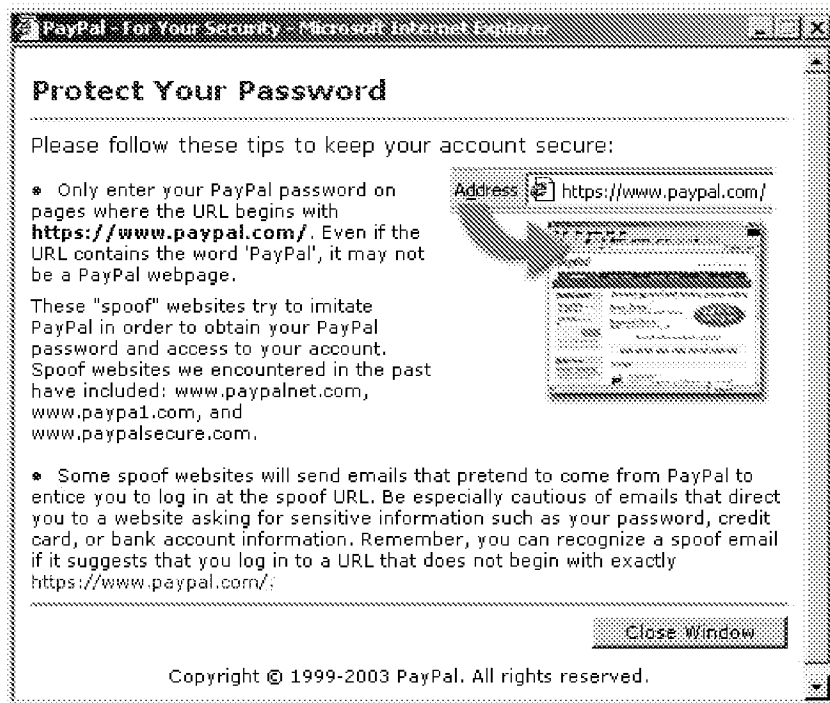 PayPal - For Your Security - Microsoft Internet Explorer
Protect Your Password
Please follow these tips to keep your account secure:
• Only enter your PayPal password on
pages where the URL begins with
https://www.paypal.com/. Even if the
URL contains the word 'PayPal', it may not
be a PayPal webpage.
Address https://www.paypal.com/
These "spoof" websites try to imitate
PayPal in order to obtain your PayPal
password and access to your account.
Spoof websites we encountered in the past
have included: www.paypalnet.com,
www.paypa1.com, and
www.paypalsecure.com.
• Some spoof websites will send emails that pretend to come from PayPal to
entice you to log in at the spoof URL. Be especially cautious of emails that direct
you to a website asking for sensitive information such as your password, credit
card, or bank account information. Remember, you can recognize a spoof email
if it suggests that you log in to a URL that does not begin with exactly
https://www.paypal.com/.
Close Window
Copyright © 1999-2003 PayPal. All rights reserved.